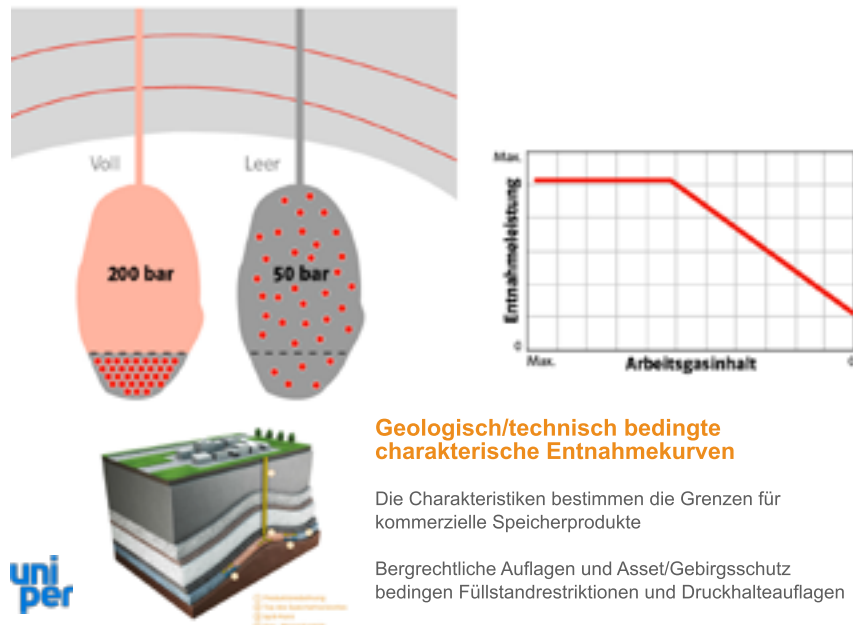 Voll
Leer
200 bar
50 bar
Max.
Entnahmeleistung
0
Max.
Arbeitsgasinhalt
Geologisch/technisch bedingte
charakterische Entnahmekurven
Die Charakteristiken bestimmen die Grenzen für
kommerzielle Speicherprodukte
Bergrechtliche Auflagen und Asset/Gebirgsschutz
bedingen Füllstandrestriktionen und Druckhalteauflagen
uni
per